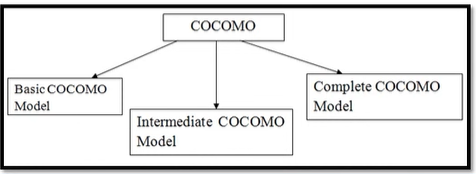 COCOMO
Basic COCOMO
Model
Intermediate COCOMO
Model
Complete COCOMO
Model